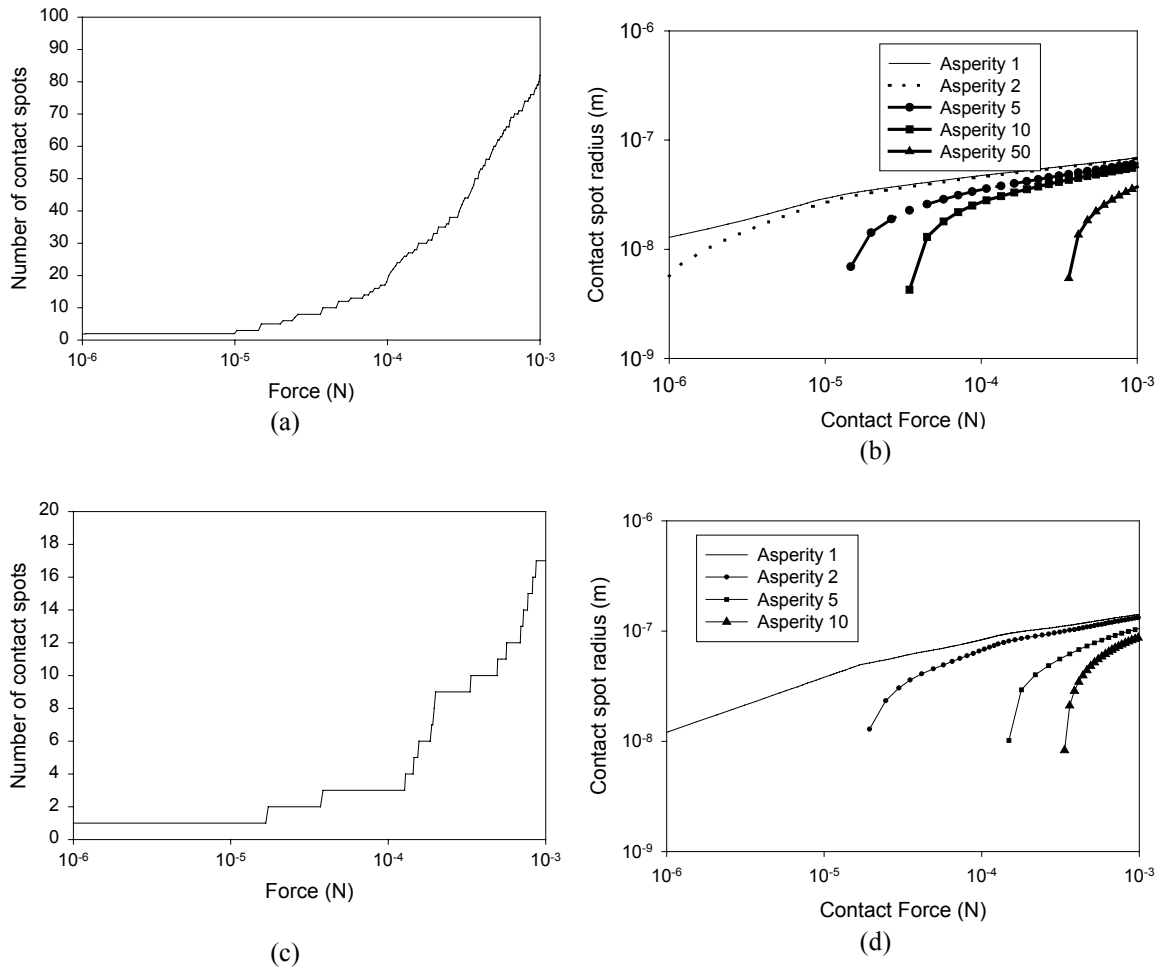 100
90
80
70
60
50
40
30
20
10
0
Number of contact spots
10-6 10-5 10-4 10-3
Force (N)
(a)
10-6
10-7
10-8
10-9
Contact spot radius (m)
Asperity 1
Asperity 2
Asperity 5
Asperity 10
Asperity 50
10-6 10-5 10-4 10-3
Contact Force (N)
(b)
20
18
16
14
12
10
8
6
4
2
0
Number of contact spots
10-6 10-5 10-4 10-3
Force (N)
(c)
10-6
10-7
10-8
10-9
Contact spot radius (m)
Asperity 1
Asperity 2
Asperity 5
Asperity 10
10-6 10-5 10-4 10-3
Contact Force (N)
(d)